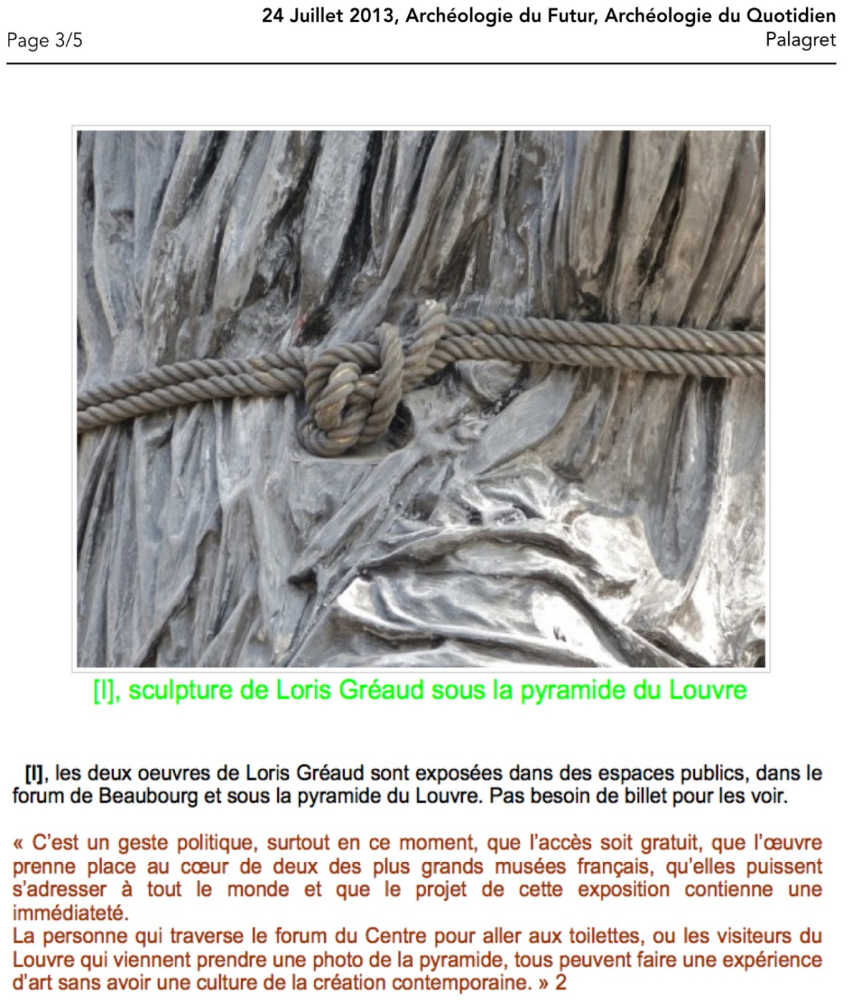 24 Juillet 2013, Archéologie du Futur, Archéologie du Quotidien
Page 3/5
Palagret
[I], sculpture de Loris Gréaud sous la pyramide du Louvre
[I], les deux oeuvres de Loris Gréaud sont exposées dans des espaces publics, dans le
forum de Beaubourg et sous la pyramide du Louvre. Pas besoin de billet pour les voir.
« C’est un geste politique, surtout en ce moment, que l’accès soit gratuit, que l’œuvre
prenne place au cœur de deux des plus grands musées français, qu’elles puissent
s’adresser à tout le monde et que le projet de cette exposition contienne une
immédiateté.
La personne qui traverse le forum du Centre pour aller aux toilettes, ou les visiteurs du
Louvre qui viennent prendre une photo de la pyramide, tous peuvent faire une expérience
d’art sans avoir une culture de la création contemporaine. » 2